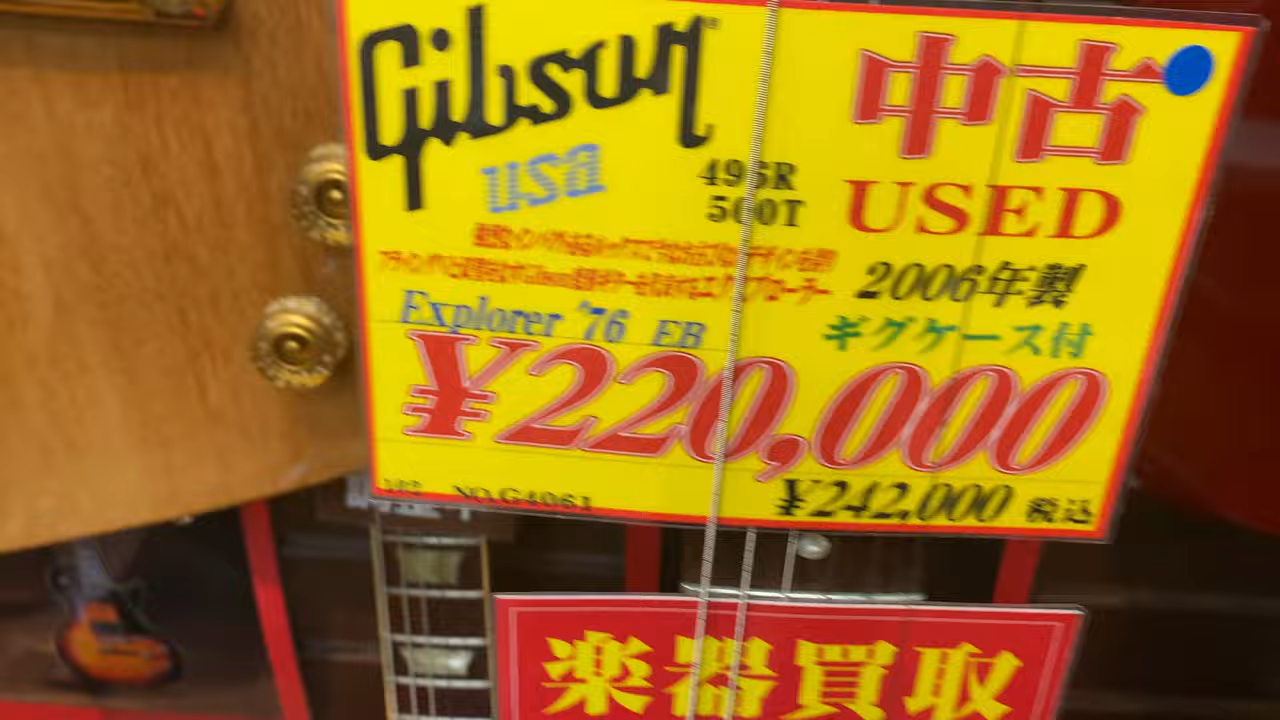 Gibson
usa
中古
496R
500T
USED
2006年製
Explorer '76 EB
ギグケース付
¥220,000
NO.G4061
¥242,000 税込
楽器買取